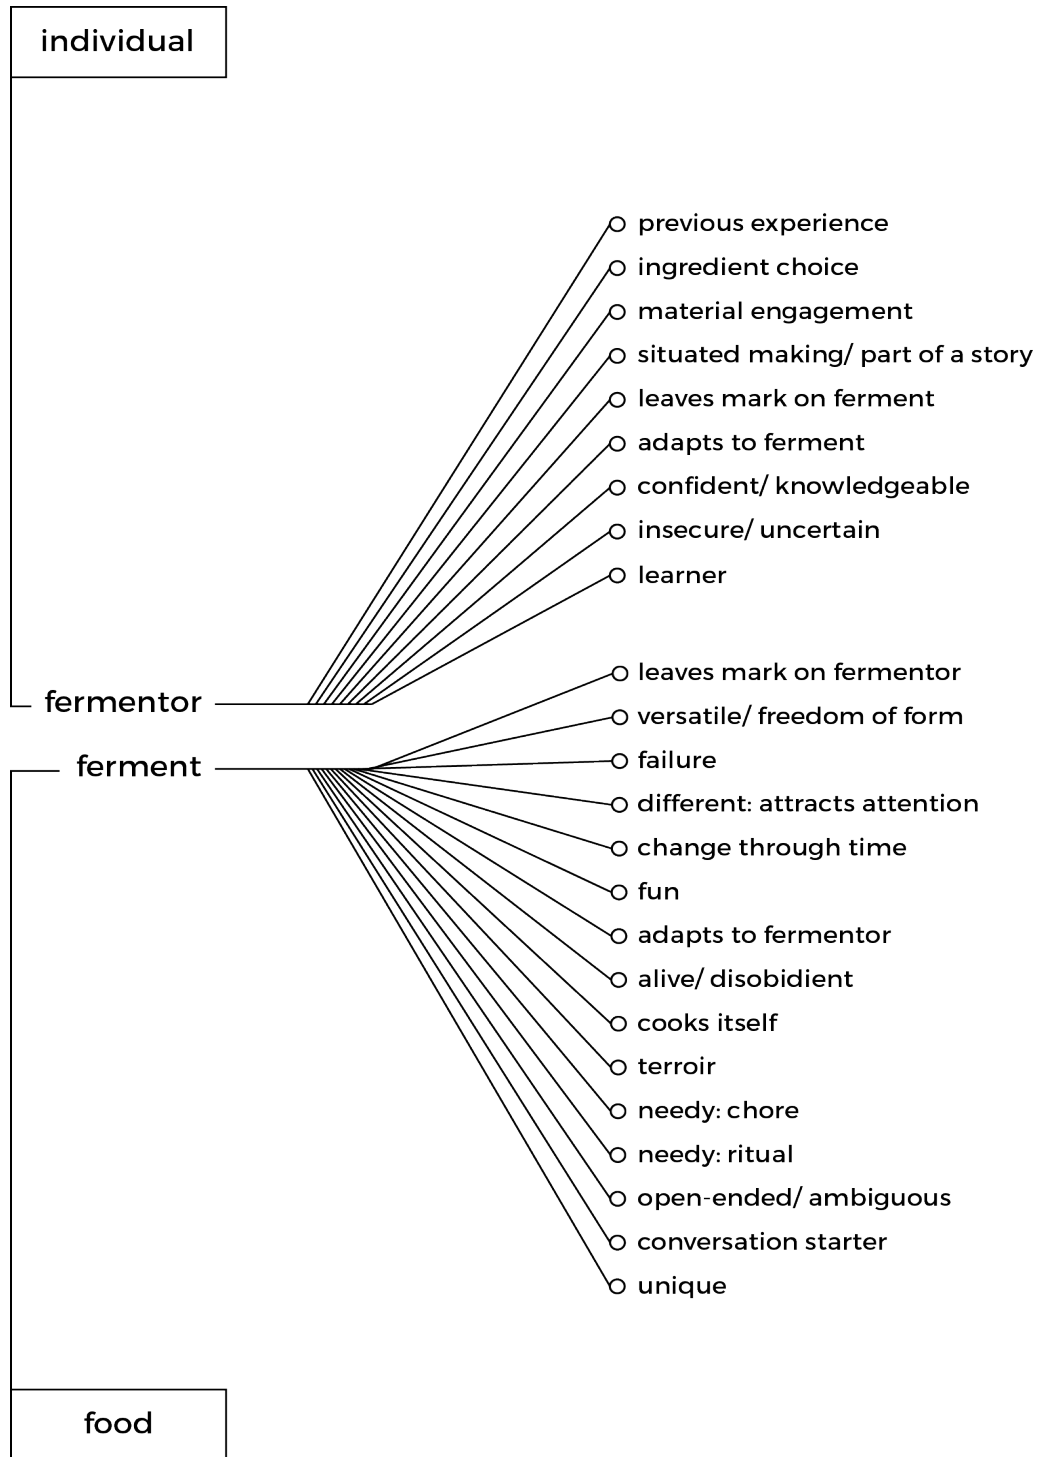 individual
previous experience
ingredient choice
material engagement
situated making/ part of a story
leaves mark on ferment
adapts to ferment
confident/ knowledgeable
insecure/ uncertain
learner
fermentor
leaves mark on fermentor
versatile/ freedom of form
ferment
failure
different: attracts attention
change through time
fun
adapts to fermentor
alive/ disobidient
cooks itself
terroir
needy: chore
needy: ritual
open-ended/ ambiguous
conversation starter
unique
food